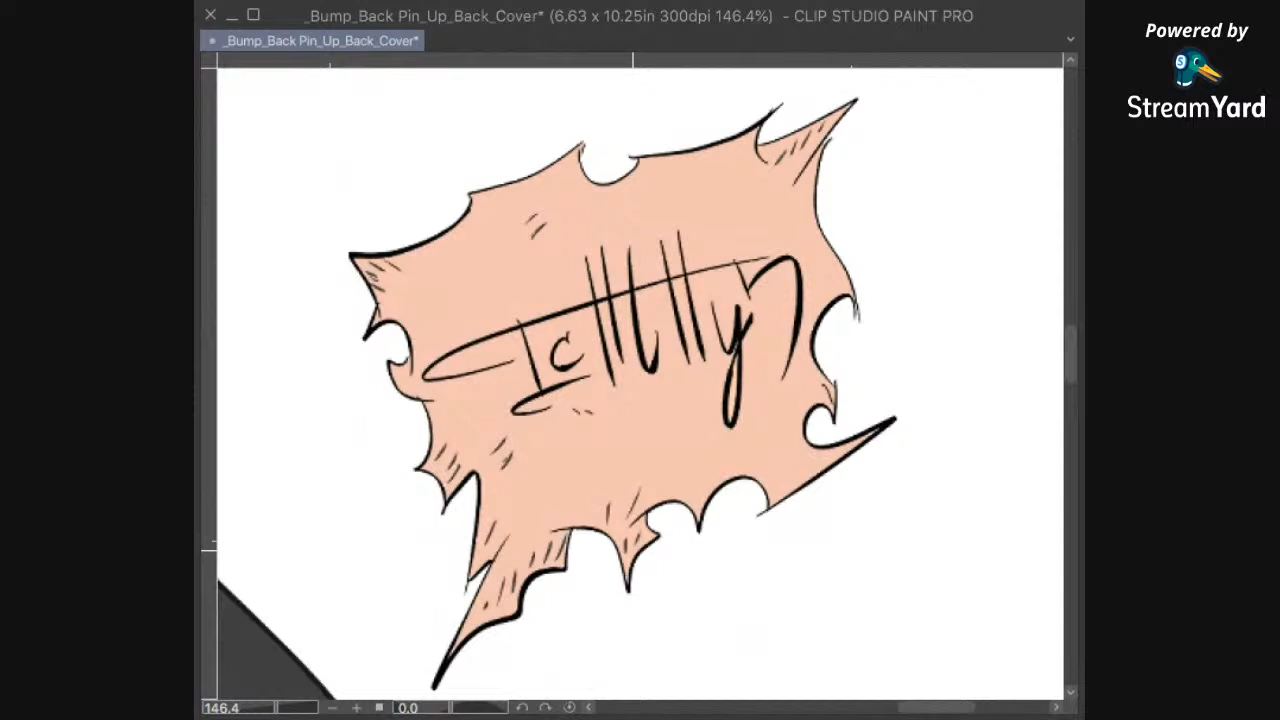 _Bump_Back Pin_Up_Back_Cover* (6.63 x 10.25in 300dpi 146.4%) - CLIP STUDIO PAINT PRO
_Bump_Back Pin_Up_Back_Cover*
Powered by
StreamYard
146.4
0.0